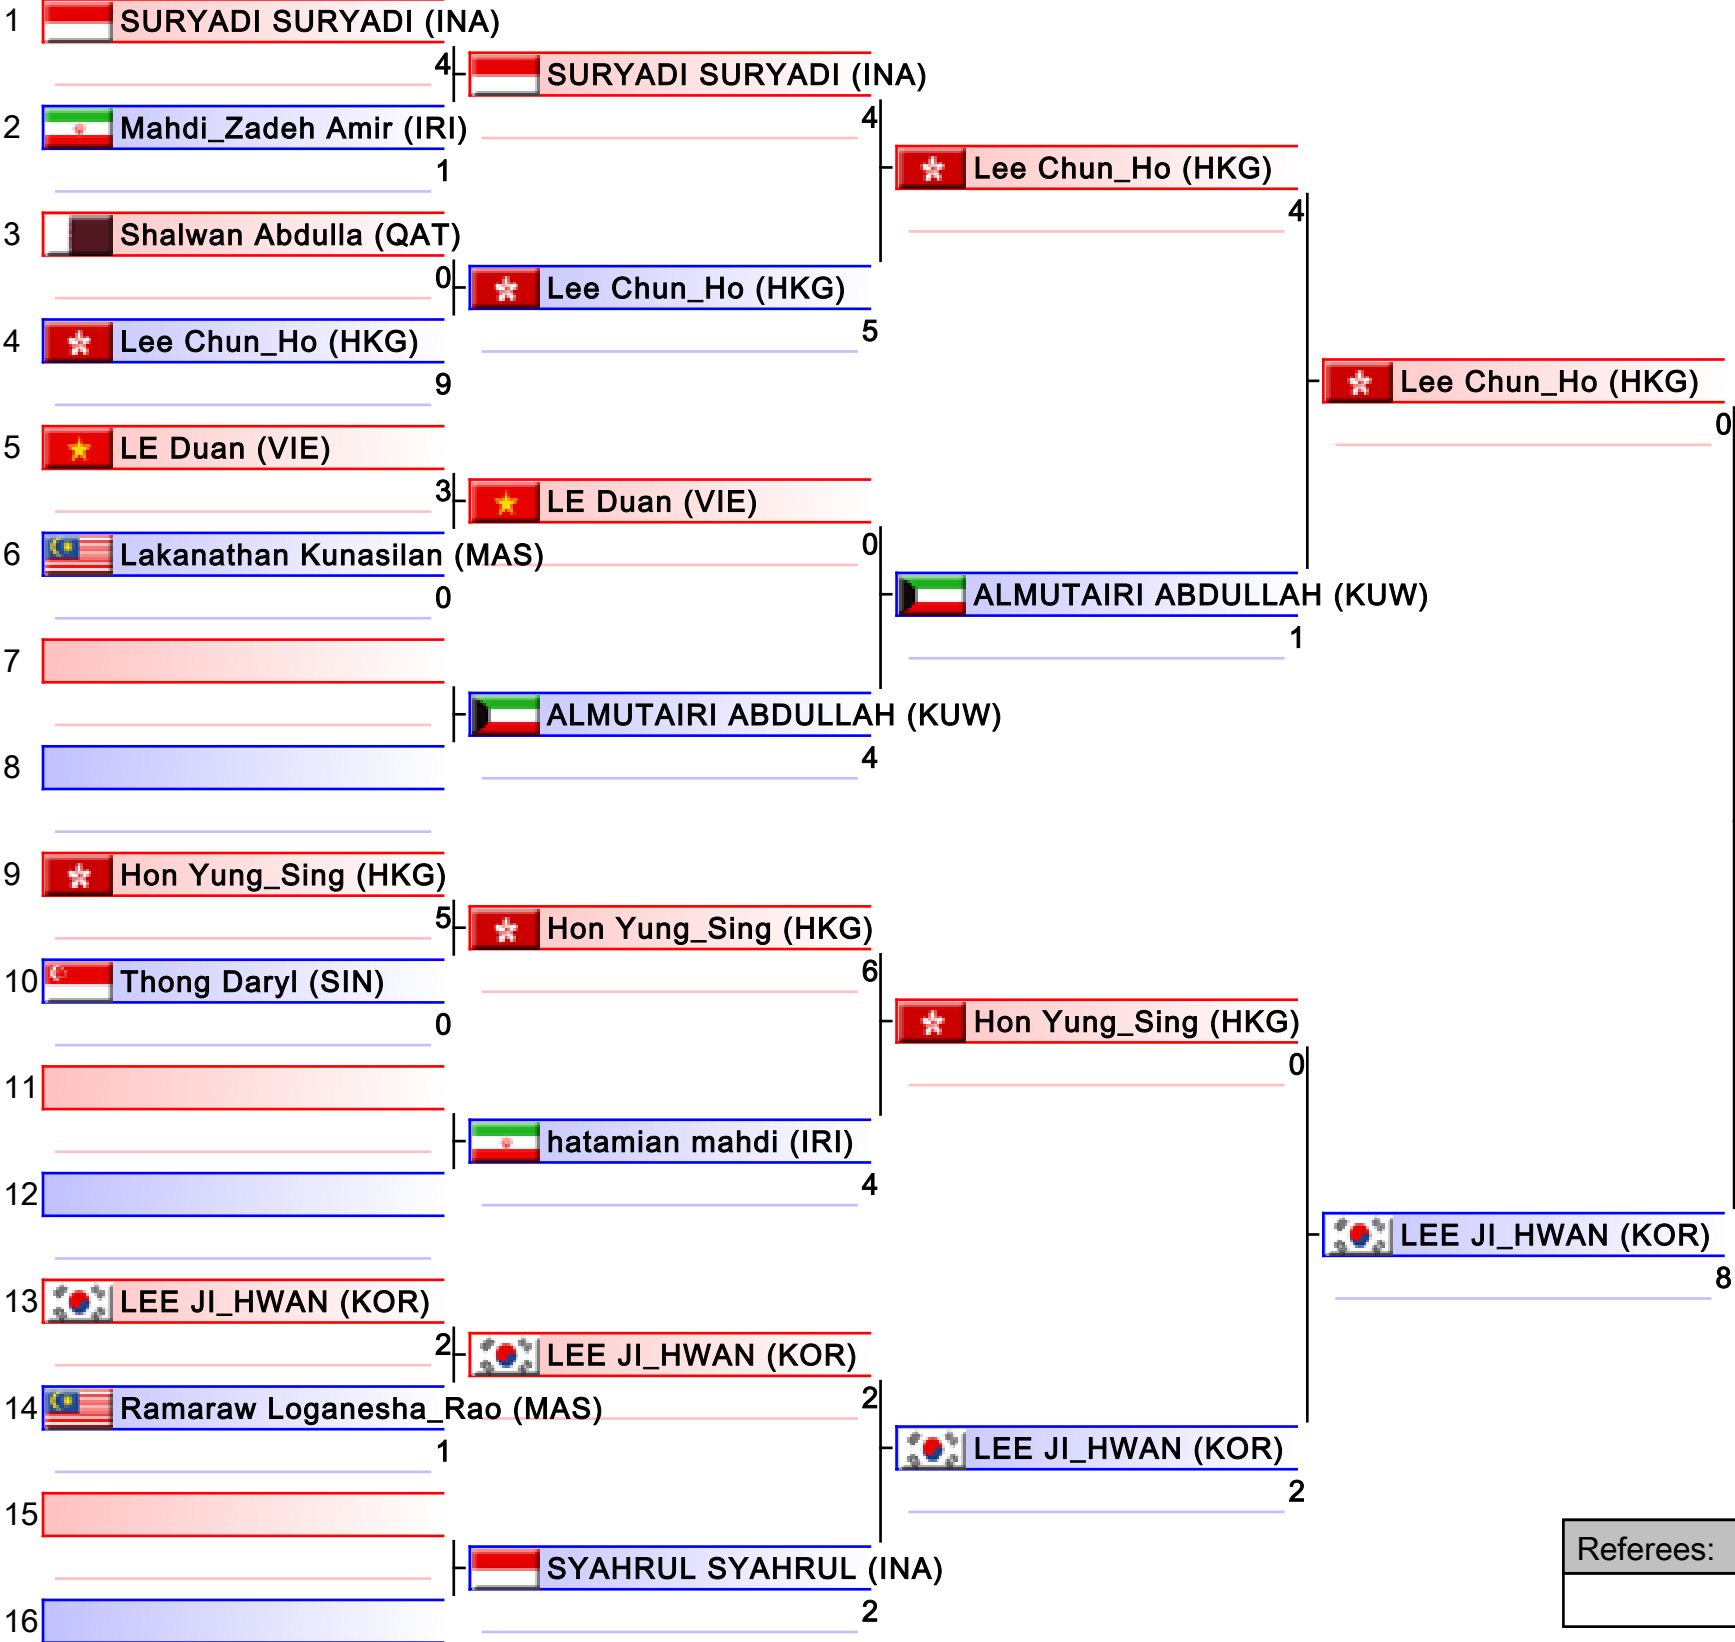 1 SURYADI SURYADI (INA)
4
SURYADI SURYADI (INA)
4
2 Mahdi_Zadeh Amir (IRI)
1
Lee Chun_Ho (HKG)
4
3 Shalwan Abdulla (QAT)
0
Lee Chun_Ho (HKG)
5
4 Lee Chun_Ho (HKG)
9
Lee Chun_Ho (HKG)
0
5 LE Duan (VIE)
3
LE Duan (VIE)
0
6 Lakanathan Kunasilan (MAS)
0
ALMUTAIRI ABDULLAH (KUW)
1
7
ALMUTAIRI ABDULLAH (KUW)
4
8
9 Hon Yung_Sing (HKG)
5
Hon Yung_Sing (HKG)
6
10 Thong Daryl (SIN)
0
Hon Yung_Sing (HKG)
0
11
hatamian mahdi (IRI)
4
12
LEE JI_HWAN (KOR)
8
13 LEE JI_HWAN (KOR)
2
LEE JI_HWAN (KOR)
2
14 Ramaraw Loganesha_Rao (MAS)
1
LEE JI_HWAN (KOR)
2
15
Referees:
SYAHRUL SYAHRUL (INA)
2
16